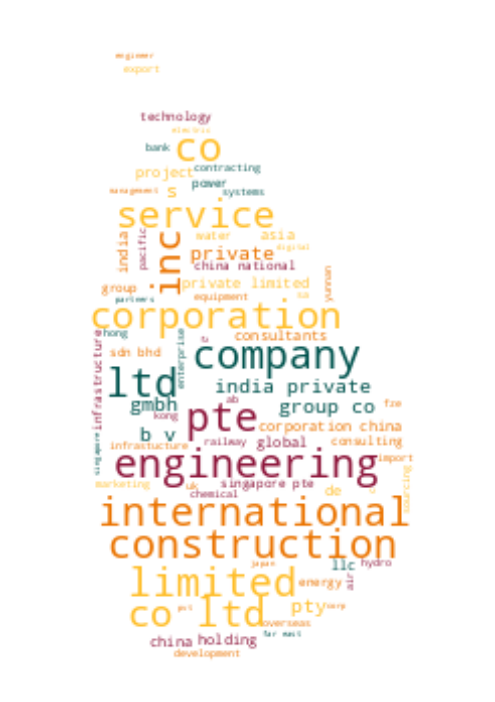 engineer
export
technology
electric
bank
co
contracting
project
power
management
s
systems
service
india
pacific
inc
water
asia
digital
private
china national
group
private limited
yunnan
partners
equipment
sa
corporation
infrastructure
hong
enterprise
consultants
sdn bhd
company
ltd
india private
gmbh
ab
group co
fze
kong
pte
corporation china
b v
singapore
infrastucture
railway
global
consulting
engineering
import
marketing
uk
singapore pte
chemical
de
sourcing
international
construction
japan
llc
hydro
limited
energy
air
co ltd
pvt
pty
corp
overseas
far east
china
holding
development